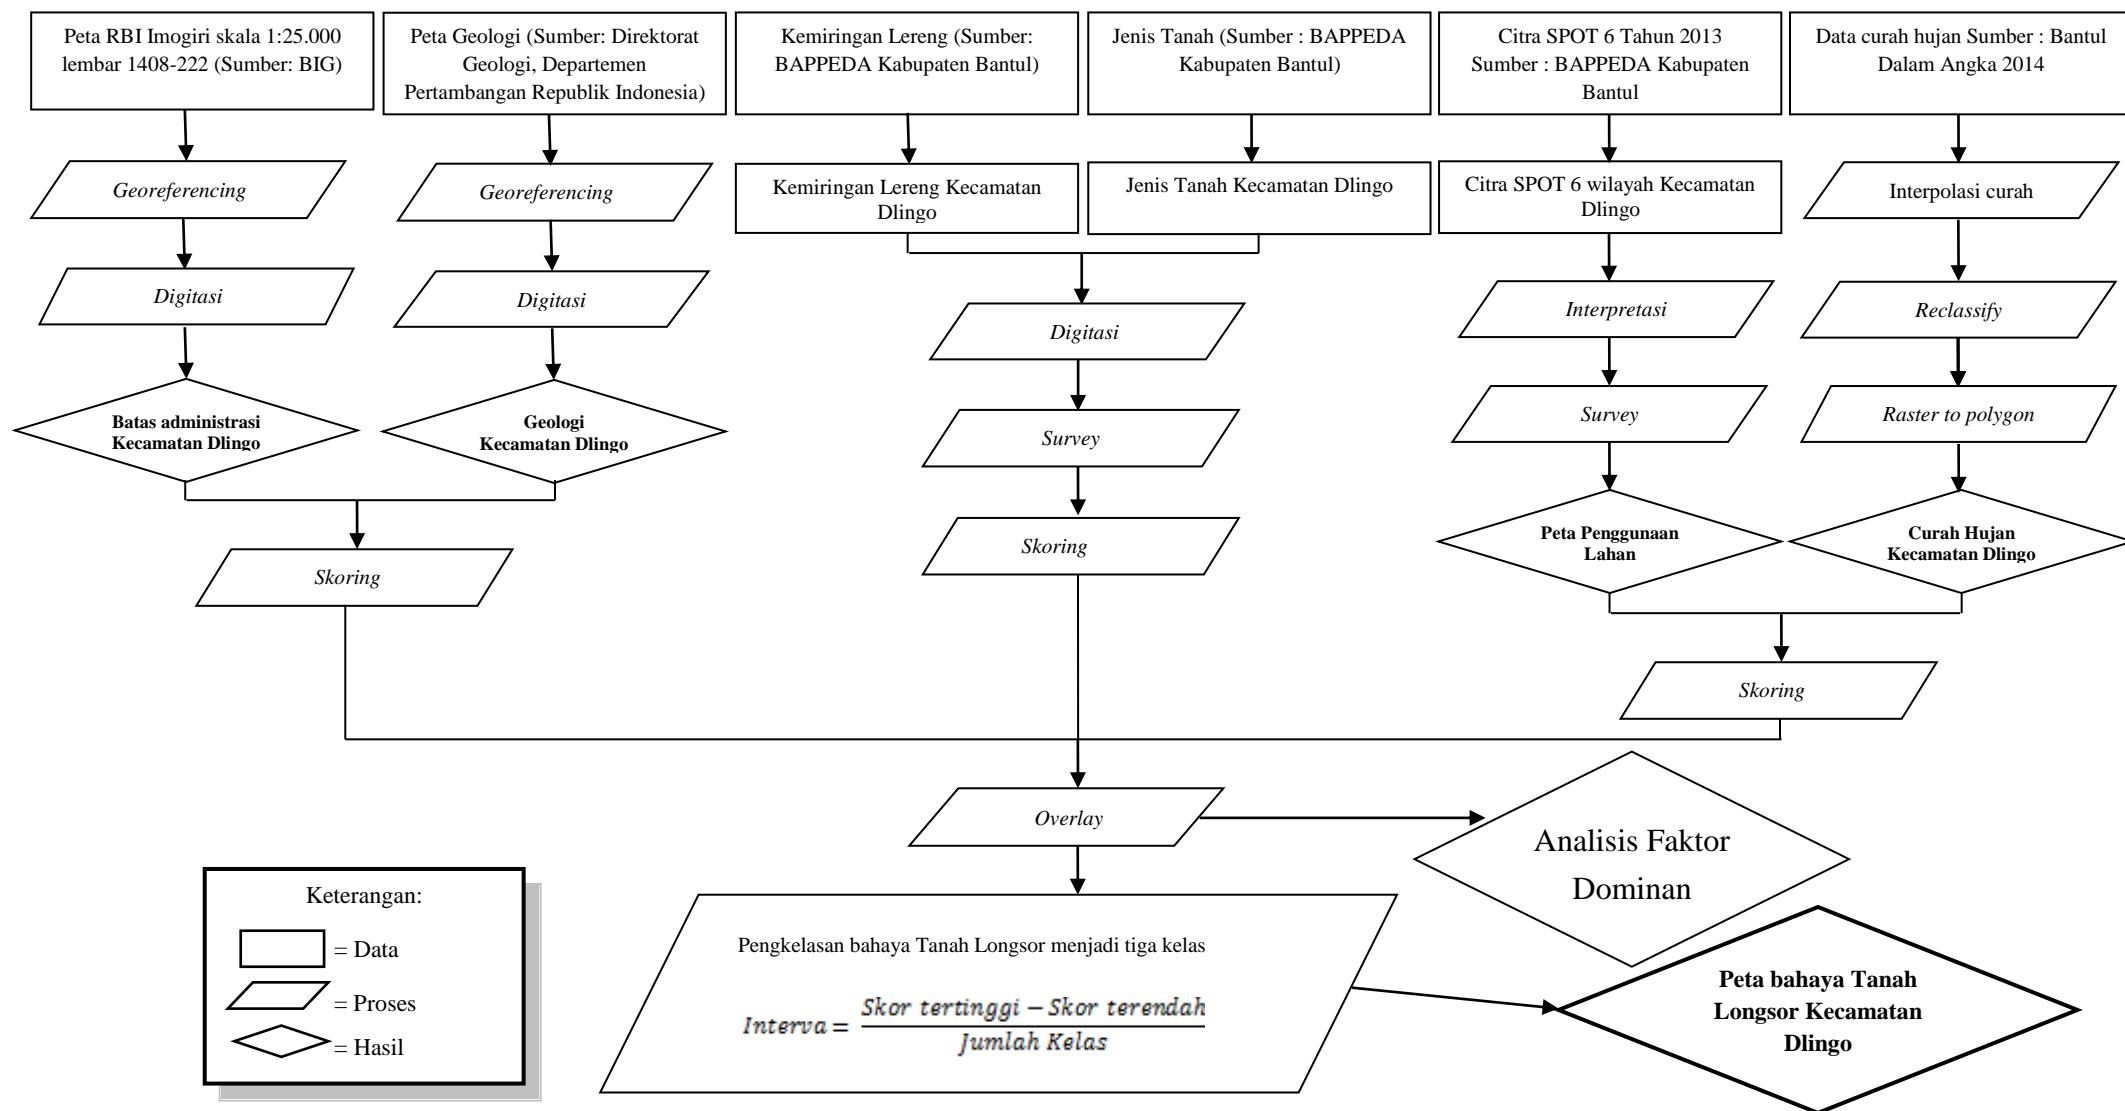 Peta RBI Imogiri skala 1:25.000
lembar 1408-222 (Sumber: BIG)
Peta Geologi (Sumber: Direktorat
Geologi, Departemen
Pertambangan Republik Indonesia)
Kemiringan Lereng (Sumber:
BAPPEDA Kabupaten Bantul)
Jenis Tanah (Sumber : BAPPEDA
Kabupaten Bantul)
Citra SPOT 6 Tahun 2013
Sumber : BAPPEDA Kabupaten
Bantul
Data curah hujan Sumber : Bantul
Dalam Angka 2014
Georeferencing
Georeferencing
Kemiringan Lereng Kecamatan
Dlingo
Jenis Tanah Kecamatan Dlingo
Citra SPOT 6 wilayah Kecamatan
Dlingo
Interpolasi curah
Digitasi
Digitasi
Digitasi
Interpretasi
Reclassify
Batas administrasi
Kecamatan Dlingo
Geologi
Kecamatan Dlingo
Survey
Survey
Raster to polygon
Skoring
Skoring
Peta Penggunaan
Lahan
Curah Hujan
Kecamatan Dlingo
Skoring
Overlay
Analisis Faktor
Dominan
Keterangan:
= Data
= Proses
= Hasil
Pengkelasan bahaya Tanah Longsor menjadi tiga kelas
Interva = Skor tertinggi − Skor terendah
Jumlah Kelas
Peta bahaya Tanah
Longsor Kecamatan
Dlingo